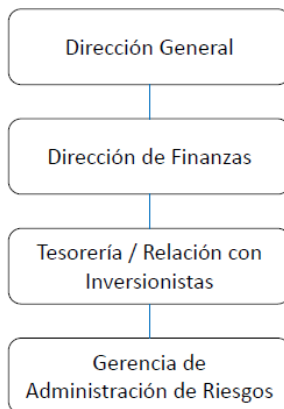 Dirección General
Dirección de Finanzas
Tesorería / Relación con
Inversionistas
Gerencia de
Administración de Riesgos